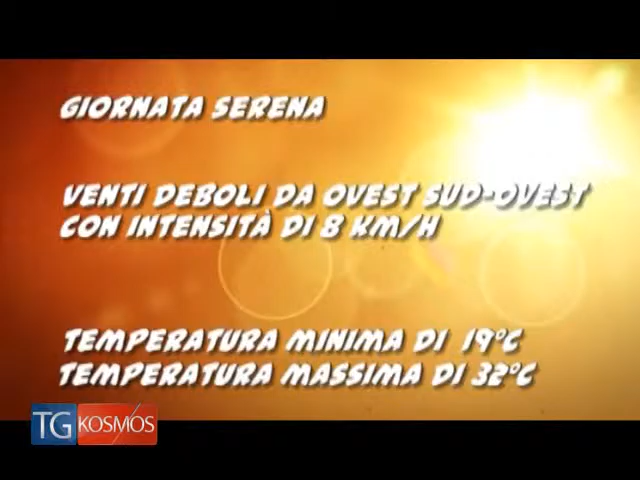 GIORNATA SERENA
VENTI DEBOLI DA OVEST SUD-OVEST
CON INTENSITÀ DI 8 KM/H
TEMPERATURA MINIMA DI 19°C
TEMPERATURA MASSIMA DI 32°C
TG KOSMOS